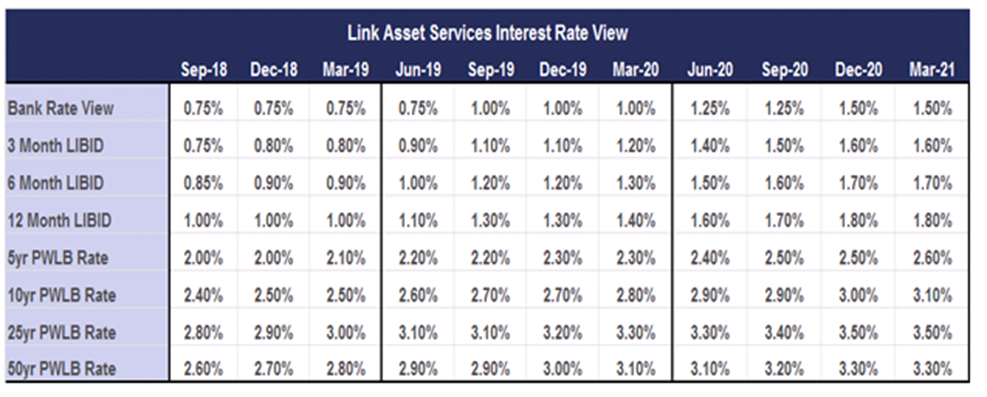 Link Asset Services Interest Rate View
Sep-18 Dec-18 Mar-19 Jun-19 Sep-19 Dec-19 Mar-20 Jun-20 Sep-20 Dec-20 Mar-21
Bank Rate View 0.75% 0.75% 0.75% 0.75% 1.00% 1.00% 1.00% 1.25% 1.25% 1.50% 1.50%
3 Month LIBID 0.75% 0.80% 0.80% 0.90% 1.10% 1.10% 1.20% 1.40% 1.50% 1.60% 1.60%
6 Month LIBID 0.85% 0.90% 0.90% 1.00% 1.20% 1.20% 1.30% 1.50% 1.60% 1.70% 1.70%
12 Month LIBID 1.00% 1.00% 1.00% 1.10% 1.30% 1.30% 1.40% 1.60% 1.70% 1.80% 1.80%
5yr PWLB Rate 2.00% 2.00% 2.10% 2.20% 2.20% 2.30% 2.30% 2.40% 2.50% 2.50% 2.60%
10yr PWLB Rate 2.40% 2.50% 2.50% 2.60% 2.70% 2.70% 2.80% 2.90% 2.90% 3.00% 3.10%
25yr PWLB Rate 2.80% 2.90% 3.00% 3.10% 3.10% 3.20% 3.30% 3.30% 3.40% 3.50% 3.50%
50yr PWLB Rate 2.60% 2.70% 2.80% 2.90% 2.90% 3.00% 3.10% 3.10% 3.20% 3.30% 3.30%